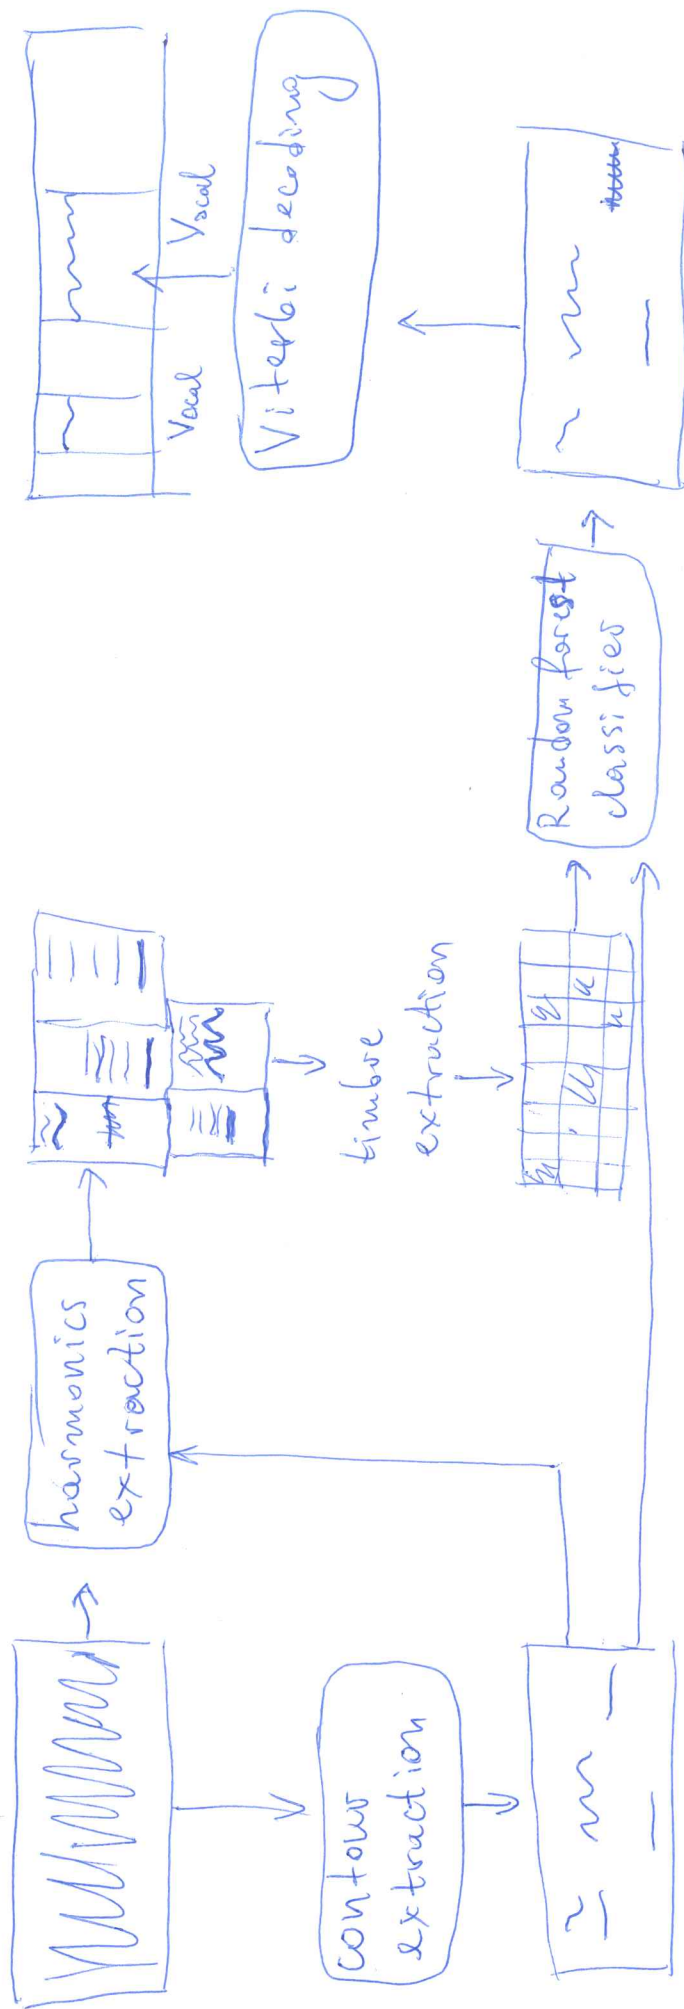 harmonics
extraction
contour
extraction
timbre
extraction
Random forest
classifier
Viterbi decoding
Vocal
Vocal